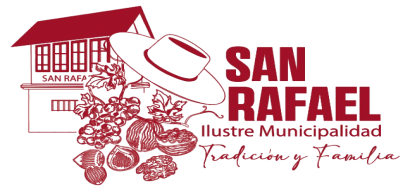 SAN RAFA
SAN
RAFAEL
Ilustre Municipalidad
Tradición y Familia